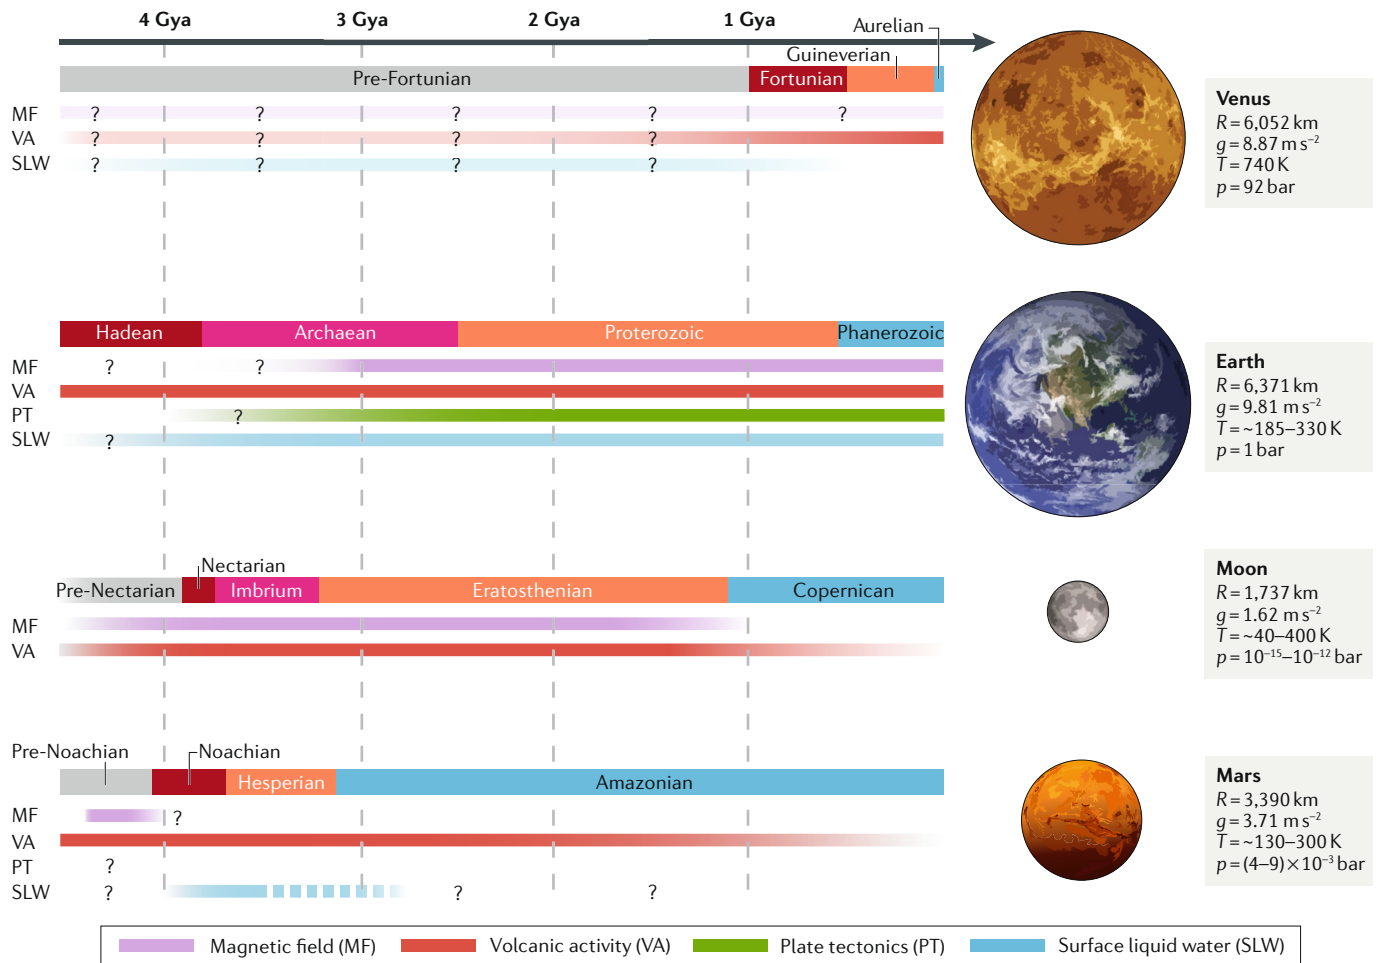 4 Gya 3 Gya 2 Gya 1 Gya
Aurelian
Guineverian
Pre-Fortunian Fortunian
MF ? ? ? ? ?
VA ? ? ? ?
SLW ? ? ? ?
Venus
R = 6,052 km
g = 8.87 m s⁻²
T = 740 K
p = 92 bar
Hadean Archaean Proterozoic Phanerozoic
MF ? ?
VA
PT ?
SLW ?
Earth
R = 6,371 km
g = 9.81 m s⁻²
T = ~185–330 K
p = 1 bar
Nectarian
Pre-Nectarian Imbrium Eratosthenian Copernican
MF
VA
Moon
R = 1,737 km
g = 1.62 m s⁻²
T = ~40–400 K
p = 10⁻¹⁵–10⁻¹² bar
Pre-Noachian Noachian
Hesperian Amazonian
MF ?
VA
PT ?
SLW ? ? ?
Mars
R = 3,390 km
g = 3.71 m s⁻²
T = ~130–300 K
p = (4–9) × 10⁻³ bar
Magnetic field (MF) Volcanic activity (VA) Plate tectonics (PT) Surface liquid water (SLW)